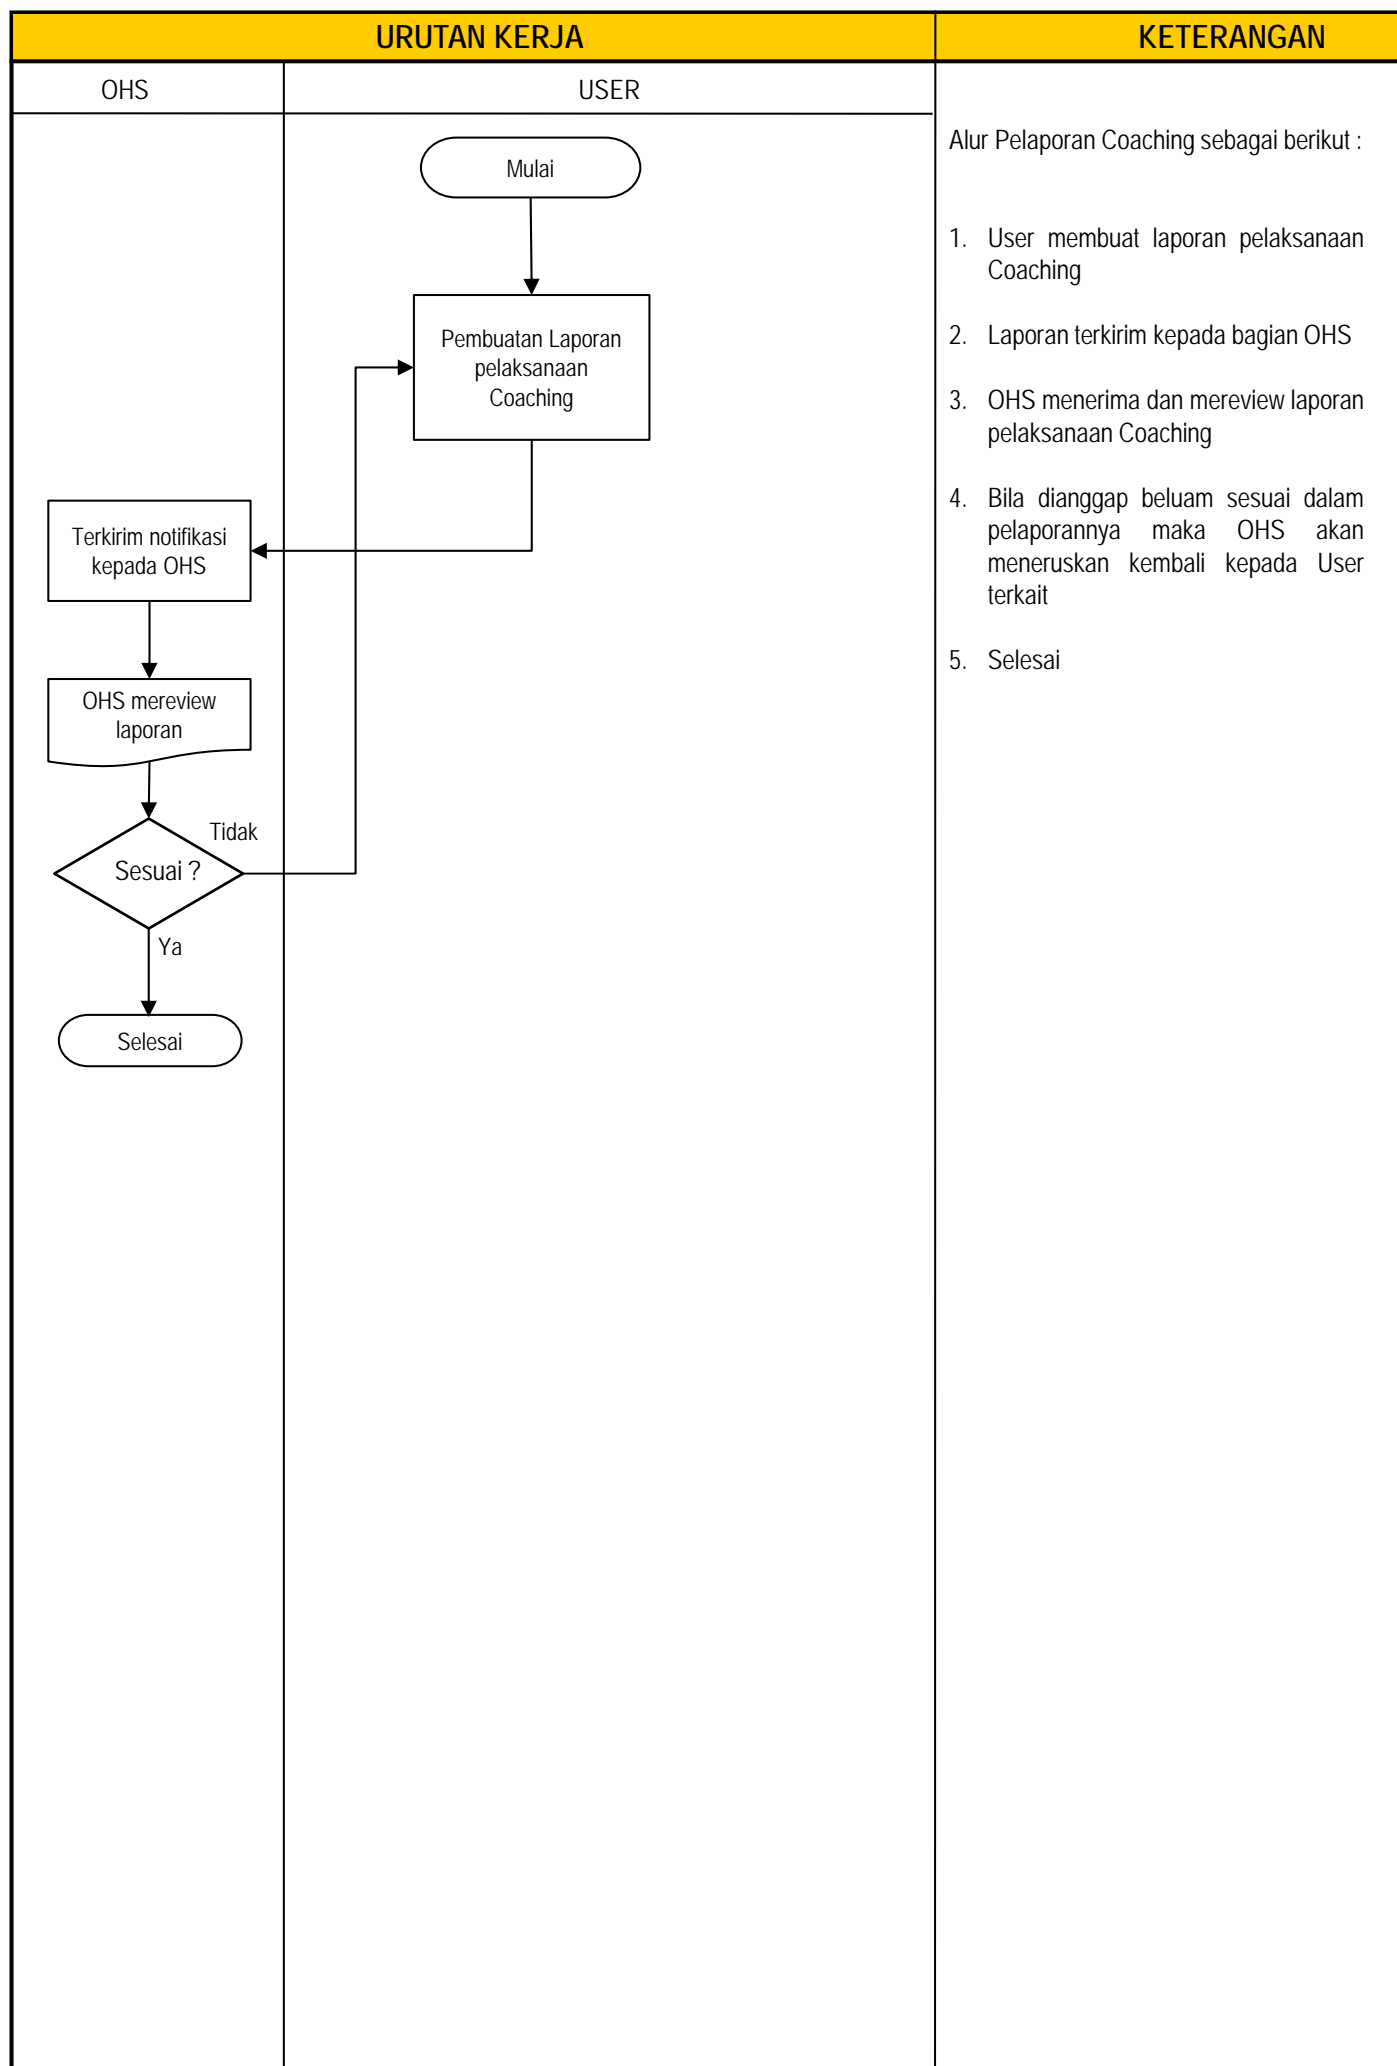 URUTAN KERJA
KETERANGAN
OHS
USER
Mulai
Pembuatan Laporan
pelaksanaan
Coaching
Terkirim notifikasi
kepada OHS
OHS mereview
laporan
Tidak
Sesuai ?
Ya
Selesai
Alur Pelaporan Coaching sebagai berikut :
1. User membuat laporan pelaksanaan
Coaching
2. Laporan terkirim kepada bagian OHS
3. OHS menerima dan mereview laporan
pelaksanaan Coaching
4. Bila dianggap beluam sesuai dalam
pelaporannya maka OHS akan
meneruskan kembali kepada User
terkait
5. Selesai